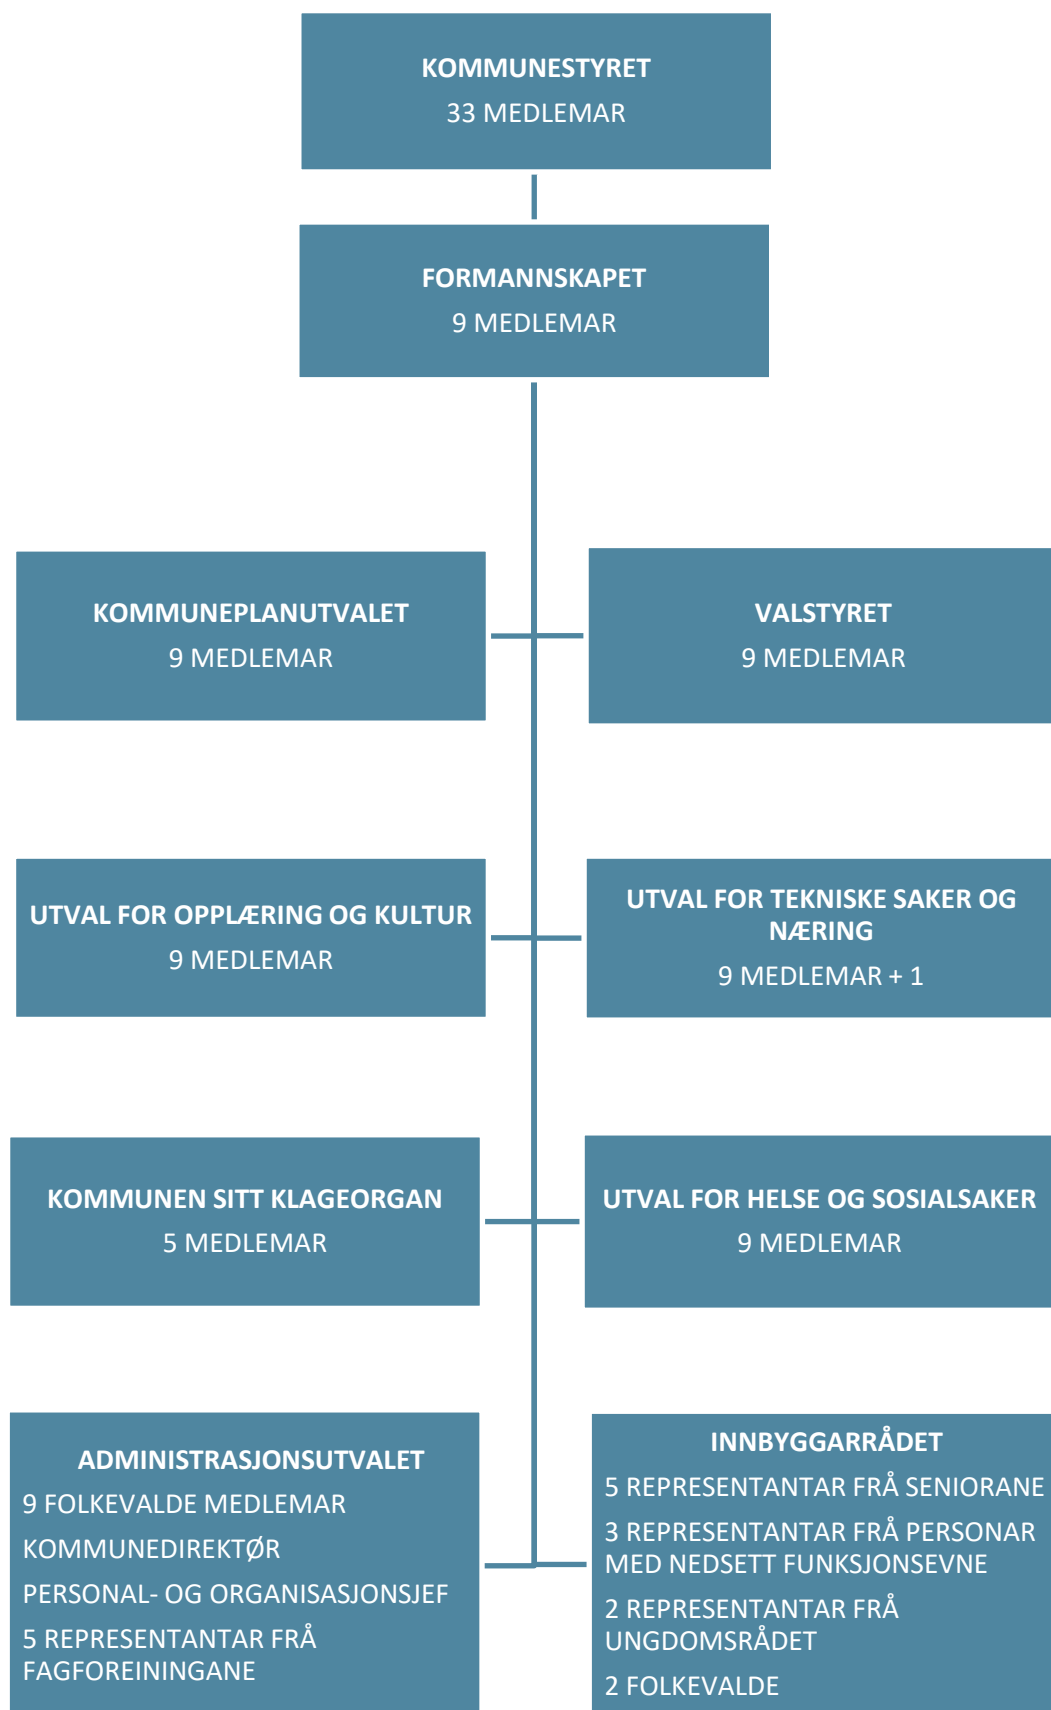 KOMMUNESTYRET
33 MEDLEMAR
FORMANNSKAPET
9 MEDLEMAR
KOMMUNEPLANUTVALET
9 MEDLEMAR
VALSTYRET
9 MEDLEMAR
UTVAL FOR OPPLÆRING OG KULTUR
9 MEDLEMAR
UTVAL FOR TEKNISKE SAKER OG
NÆRING
9 MEDLEMAR + 1
KOMMUNEN SITT KLAGEORGAN
5 MEDLEMAR
UTVAL FOR HELSE OG SOSIALSAKER
9 MEDLEMAR
ADMINISTRASJONSUTVALET
9 FOLKEVALDE MEDLEMAR
KOMMUNEDIREKTØR
PERSONAL- OG ORGANISASJONSJEF
5 REPRESENTANTAR FRÅ
FAGFOREININGANE
INNBYGGARRÅDET
5 REPRESENTANTAR FRÅ SENIORANE
3 REPRESENTANTAR FRÅ PERSONAR
MED NEDSETT FUNKSJONSEVNE
2 REPRESENTANTAR FRÅ
UNGDOMSRÅDET
2 FOLKEVALDE